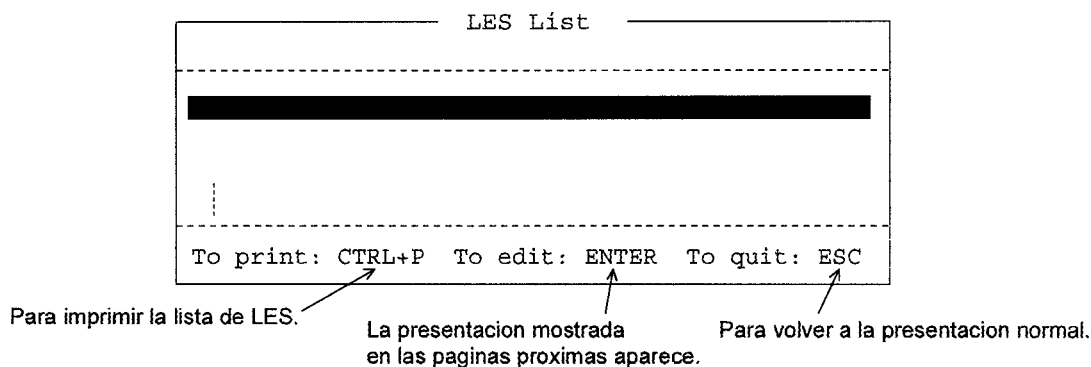 LES List
To print: CTRL+P To edit: ENTER To quit: ESC
Para imprimir la lista de LES.
La presentacion mostrada
en las paginas proximas aparece.
Para volver a la presentacion normal.